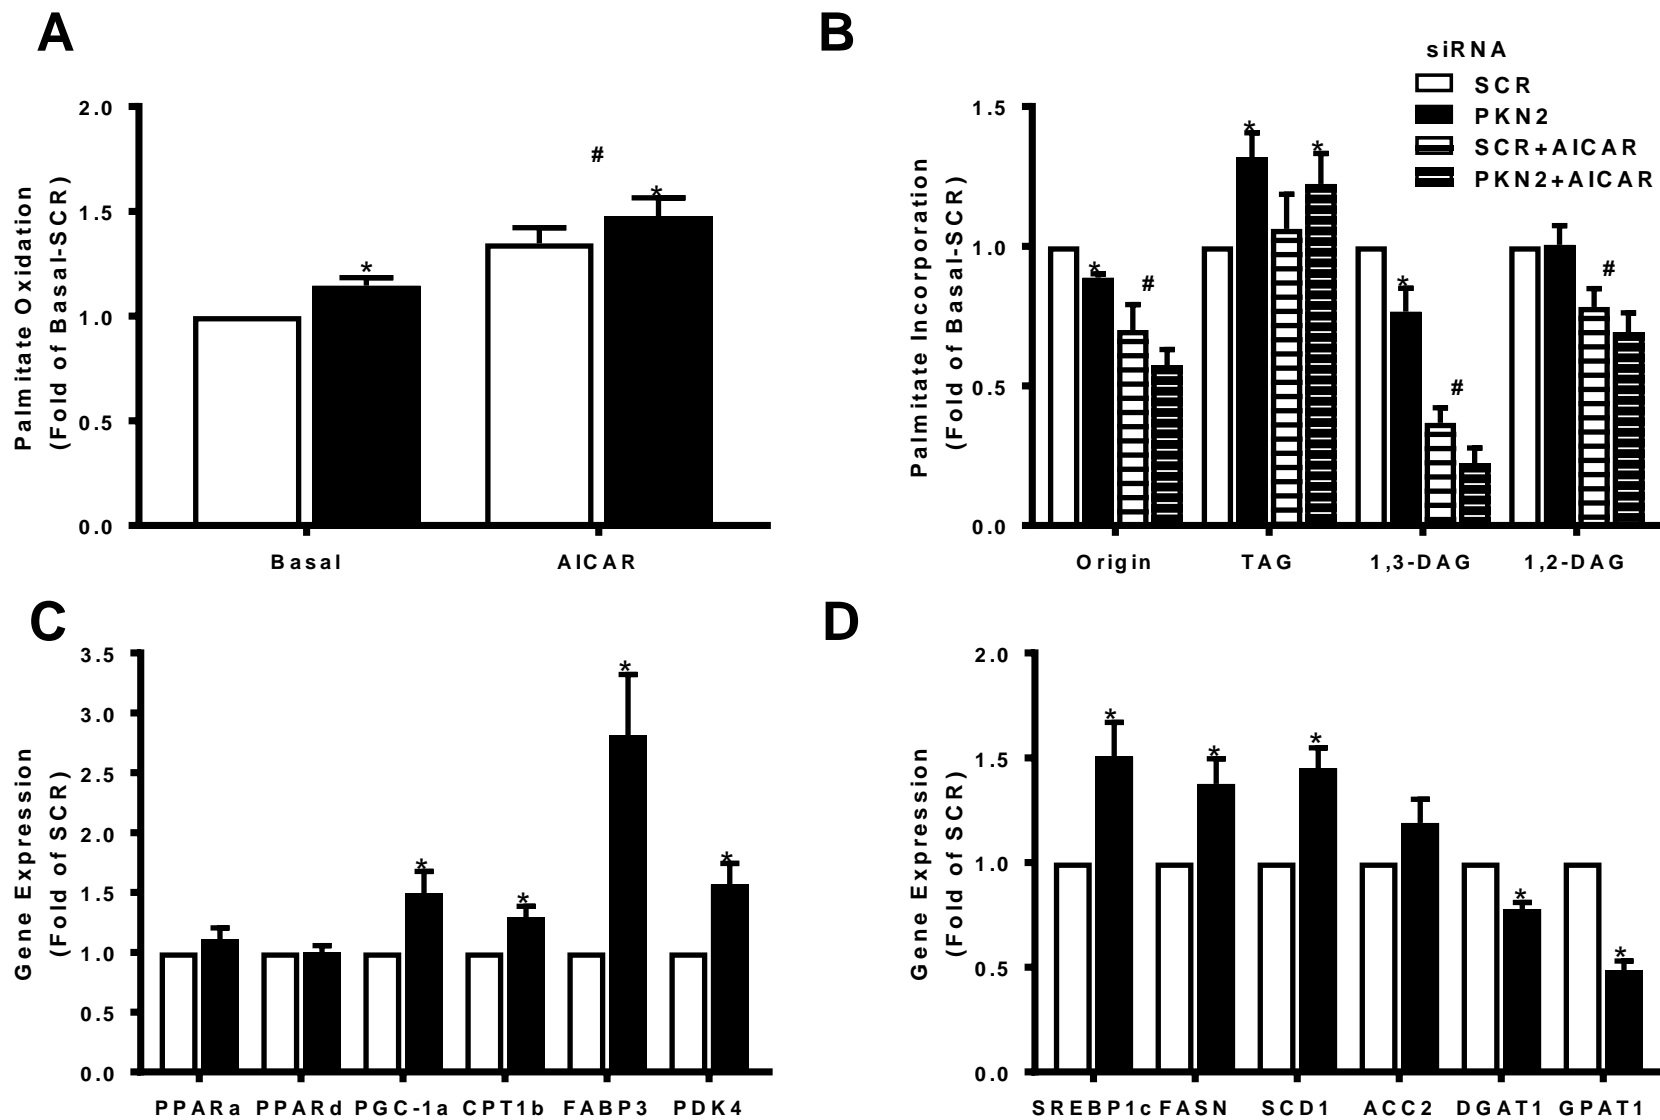 A
Palmitate Oxidation
(Fold of Basal-SCR)
2.0
1.5
1.0
0.5
0.0
#
*
*
Basal AICAR
B
siRNA
SCR
PKN2
SCR+AICAR
PKN2+AICAR
Palmitate Incorporation
(Fold of Basal-SCR)
1.5
1.0
0.5
0.0
* *
* # * #
#
Origin TAG 1,3-DAG 1,2-DAG
C
Gene Expression
(Fold of SCR)
3.5
3.0
2.5
2.0
1.5
1.0
0.5
0.0
* * * *
PPARa PPARd PGC-1a CPT1b FABP3 PDK4
D
Gene Expression
(Fold of SCR)
2.0
1.5
1.0
0.5
0.0
* * * * *
SREBP1c FASN SCD1 ACC2 DGAT1 GPAT1